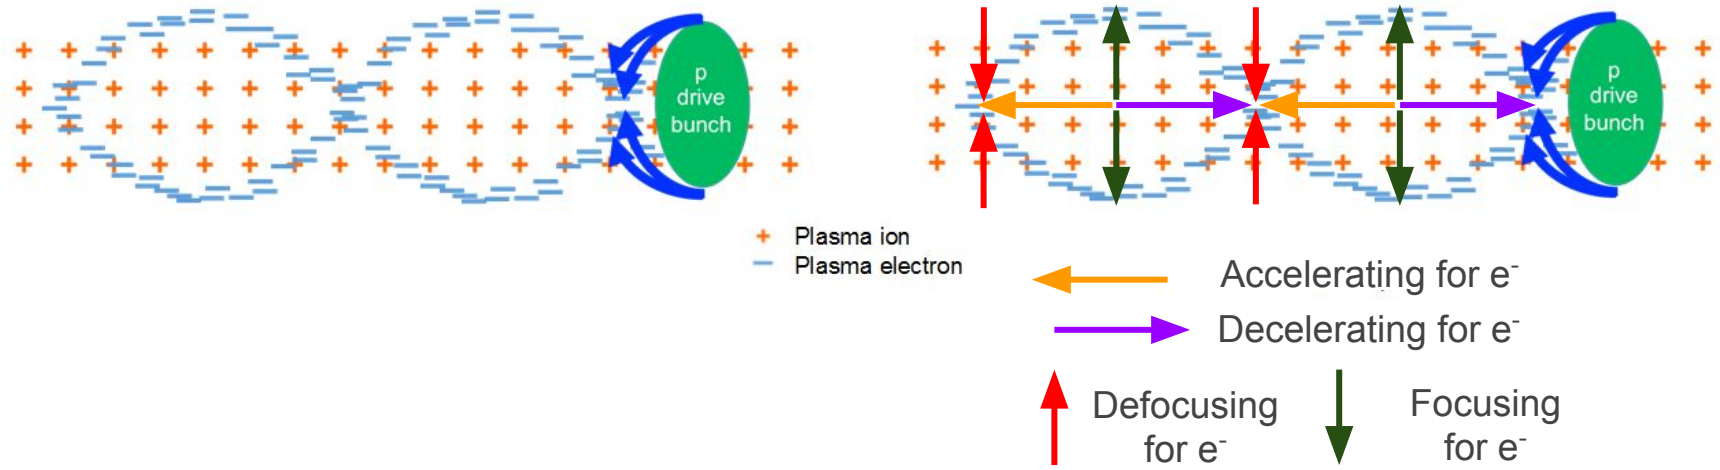 p
drive
bunch
p
drive
bunch
+ Plasma ion
− Plasma electron
Accelerating for e⁻
Decelerating for e⁻
Defocusing
for e⁻
Focusing
for e⁻